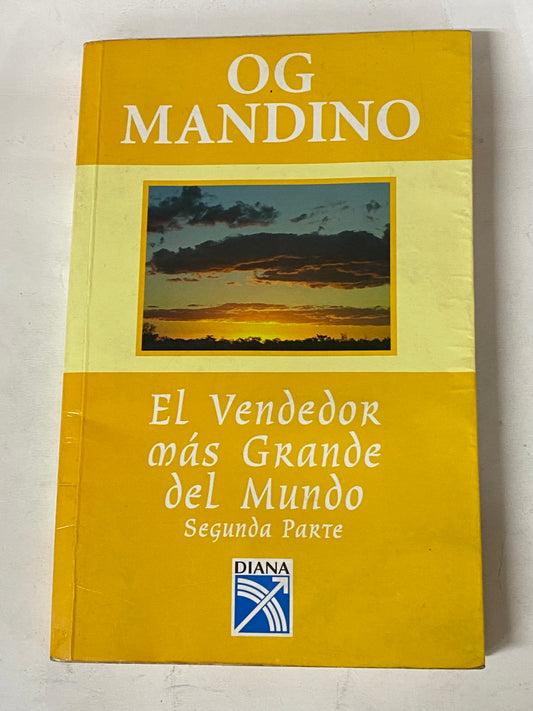 OG
MANDINO
El Vendedor
más Grande
del Mundo
Segunda Parte
DIANA